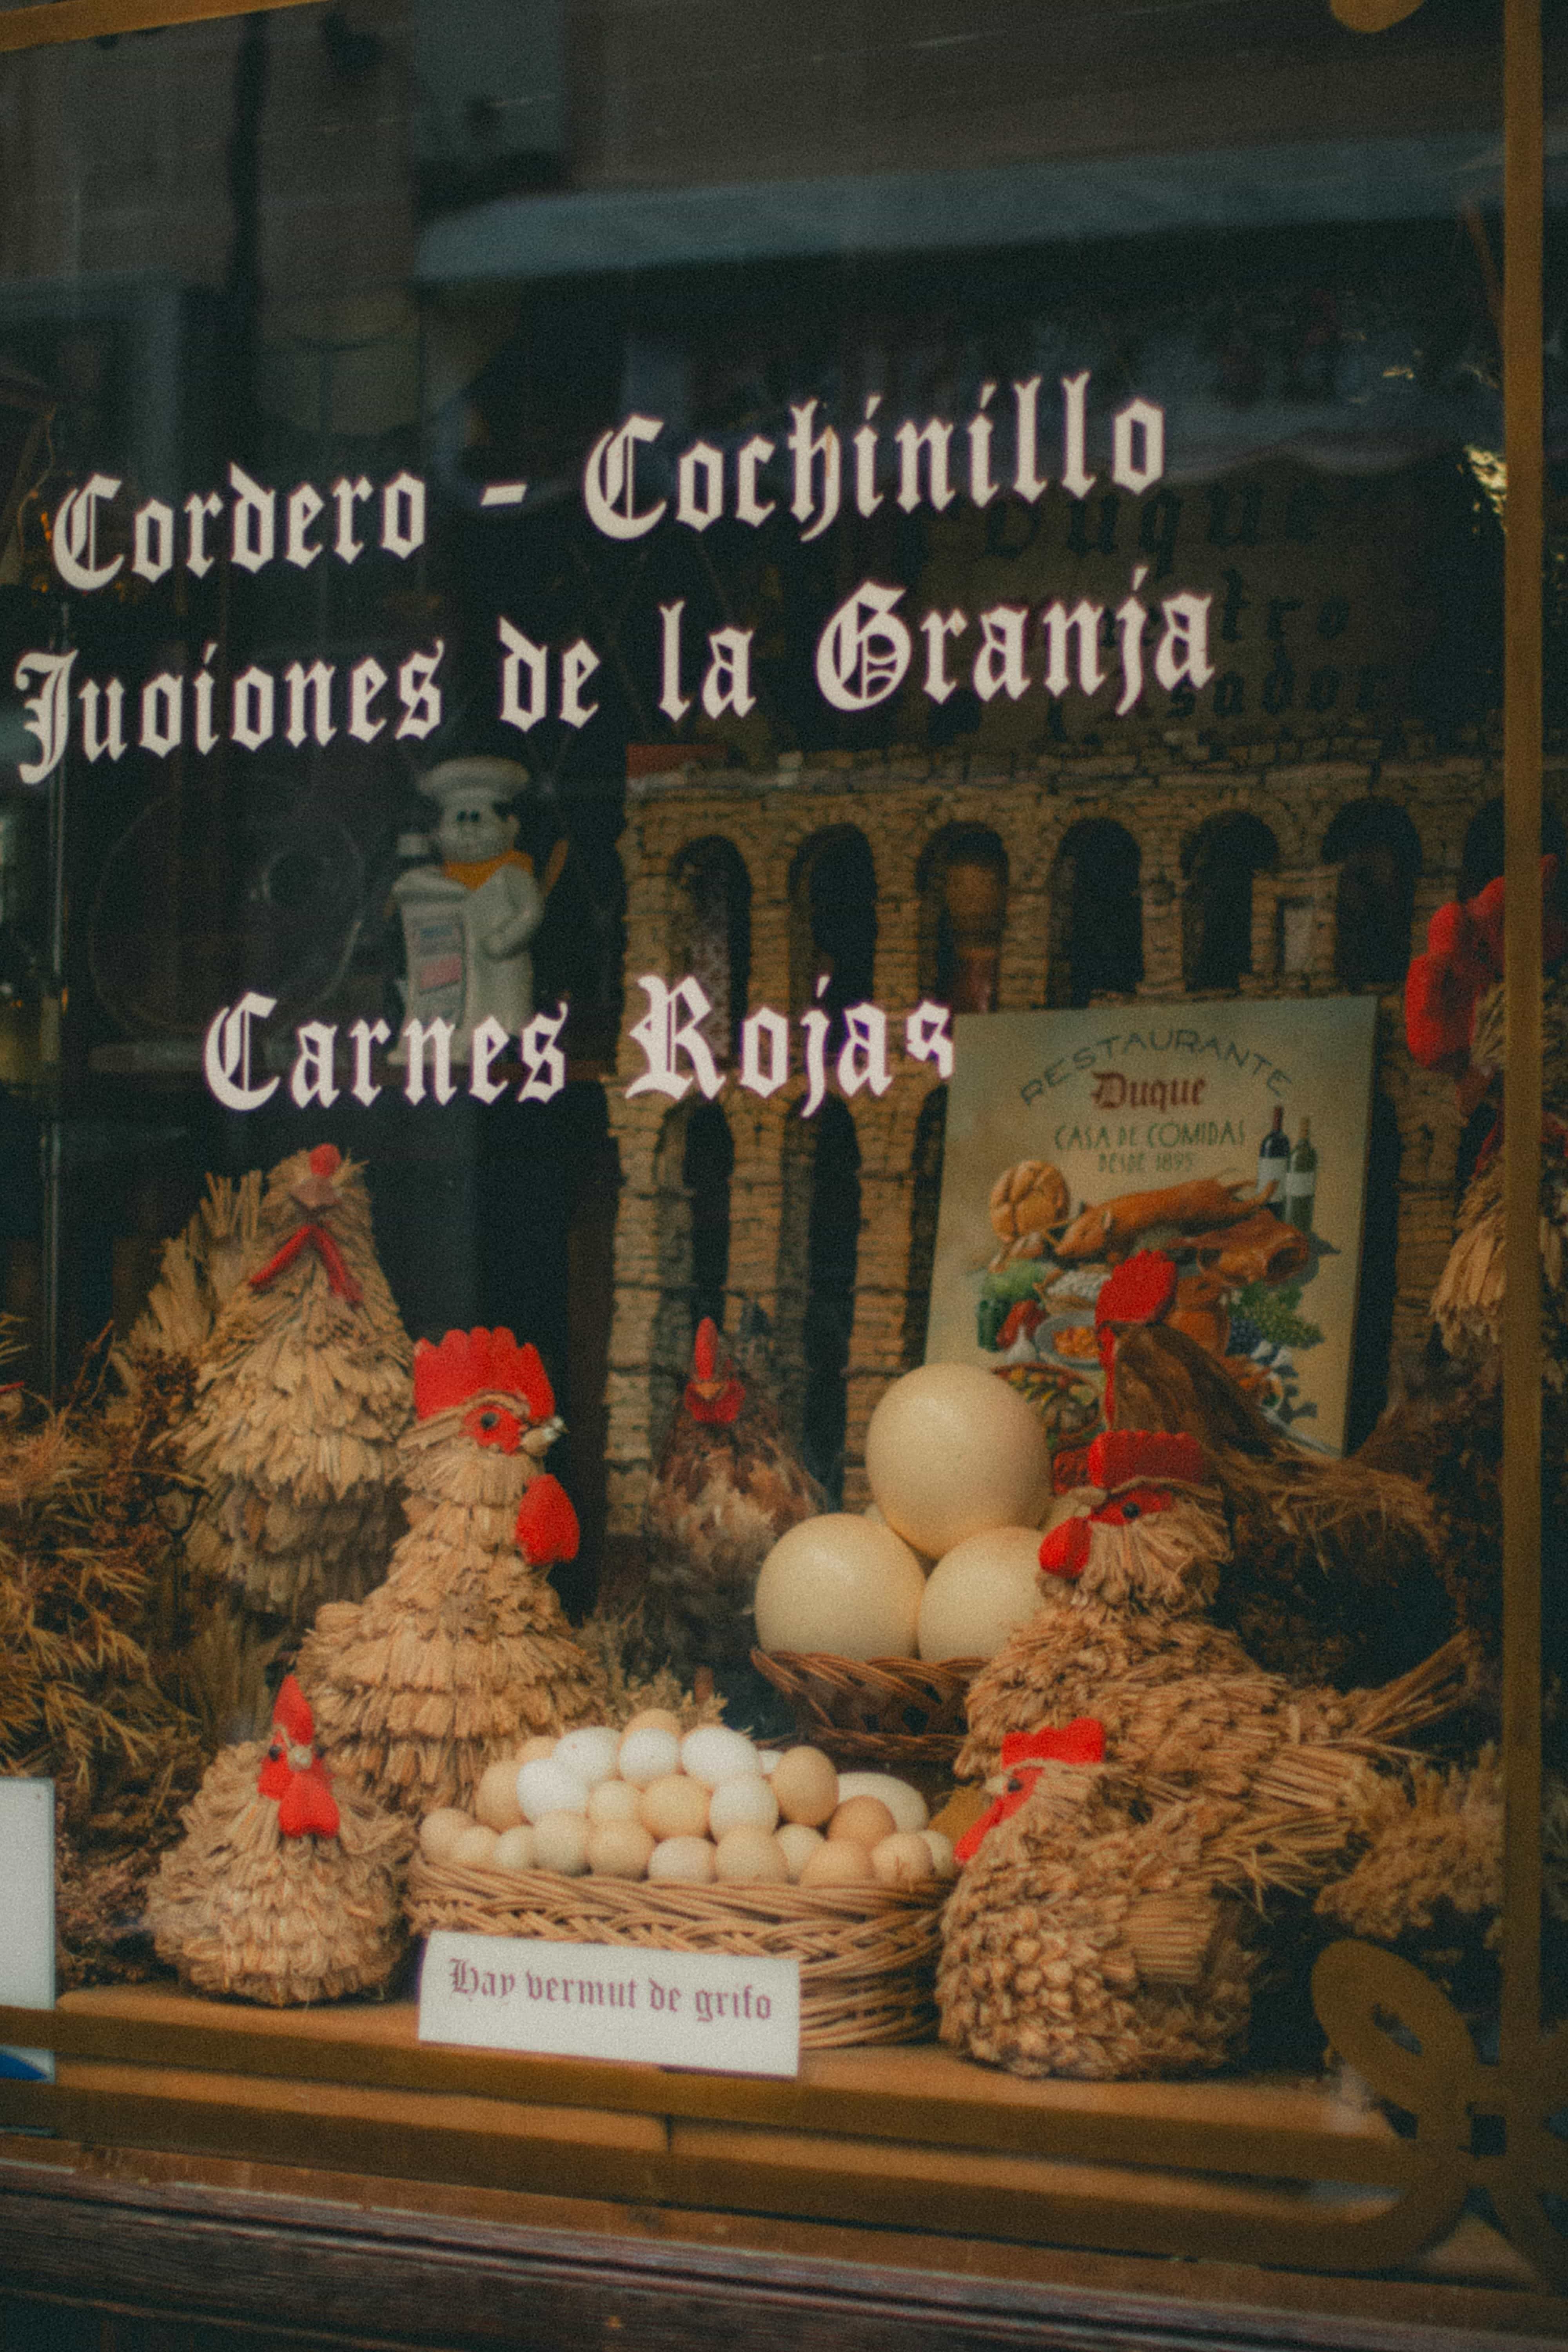 Cordero - Cochinillo
Juoiones de la Granja
Carnes Rojas
Duque
RESTAURANTE
Duque
CASA DE COMIDAS
DESDE 1895
Hay vermut de grifo